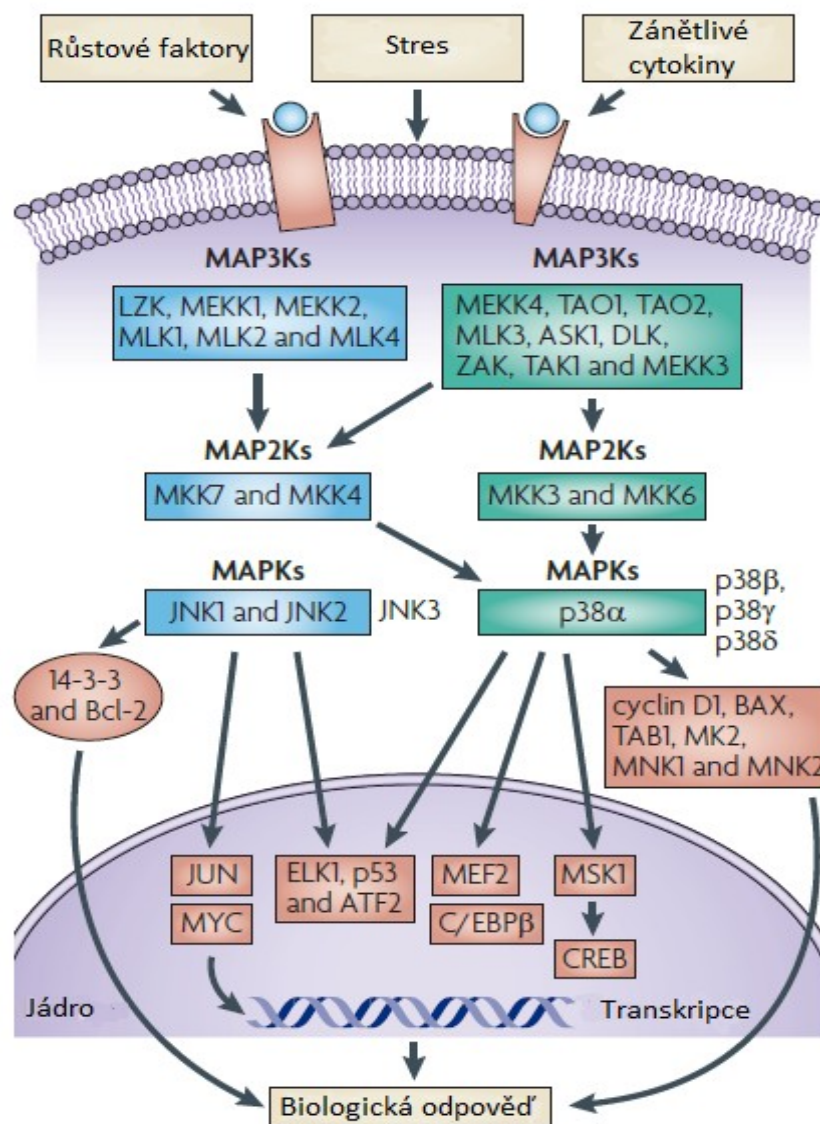 Růstové faktory
Stres
Zánětlivé
cytokiny
MAP3Ks
LZK, MEKK1, MEKK2,
MLK1, MLK2 and MLK4
MAP3Ks
MEKK4, TAO1, TAO2,
MLK3, ASK1, DLK,
ZAK, TAK1 and MEKK3
MAP2Ks
MKK7 and MKK4
MAP2Ks
MKK3 and MKK6
MAPKs
JNK1 and JNK2
JNK3
MAPKs
p38α
p38β,
p38γ
p38δ
14-3-3
and Bcl-2
cyclin D1, BAX,
TAB1, MK2,
MNK1 and MNK2
JUN
MYC
ELK1, p53
and ATF2
MEF2
C/EBPβ
MSK1
CREB
Jádro
Transkripce
Biologická odpověď